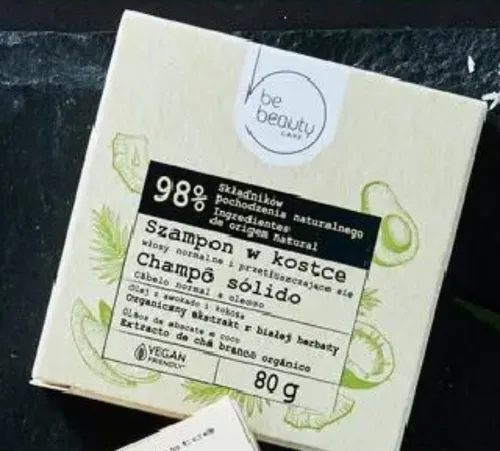 be
beauty
CARE
98%
Składników
pochodzenia naturalnego
Ingredientes
de origem Natural
Szampon w kostce
włosy normalne i przetłuszczające się
Champô sólido
Cabelo normal a oleoso
Olej z awokado i kokosa
Organiczny ekstrakt z białej herbaty
Óleos de abacate e coco
Extracto de chá branco orgânico
VEGAN
FRIENDLY
80 g